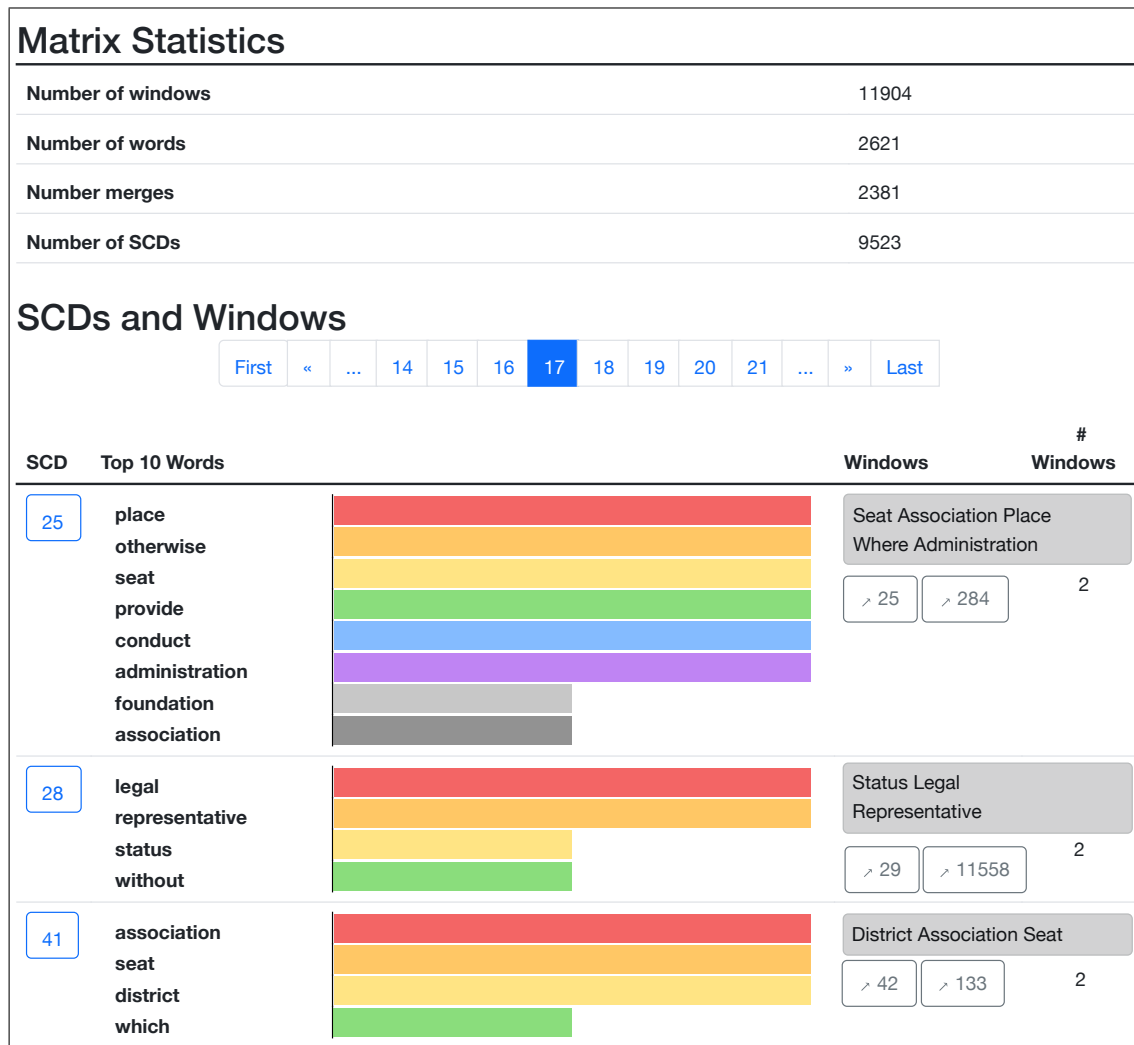 Matrix Statistics
Number of windows 11904
Number of words 2621
Number merges 2381
Number of SCDs 9523
SCDs and Windows
First « ... 14 15 16 17 18 19 20 21 ... » Last
#
SCD Top 10 Words Windows Windows
25 place Seat Association Place
otherwise Where Administration
seat
provide ↗ 25 ↗ 284 2
conduct
administration
foundation
association
28 legal Status Legal
representative Representative
status ↗ 29 ↗ 11558 2
without
41 association District Association Seat
seat
district ↗ 42 ↗ 133 2
which